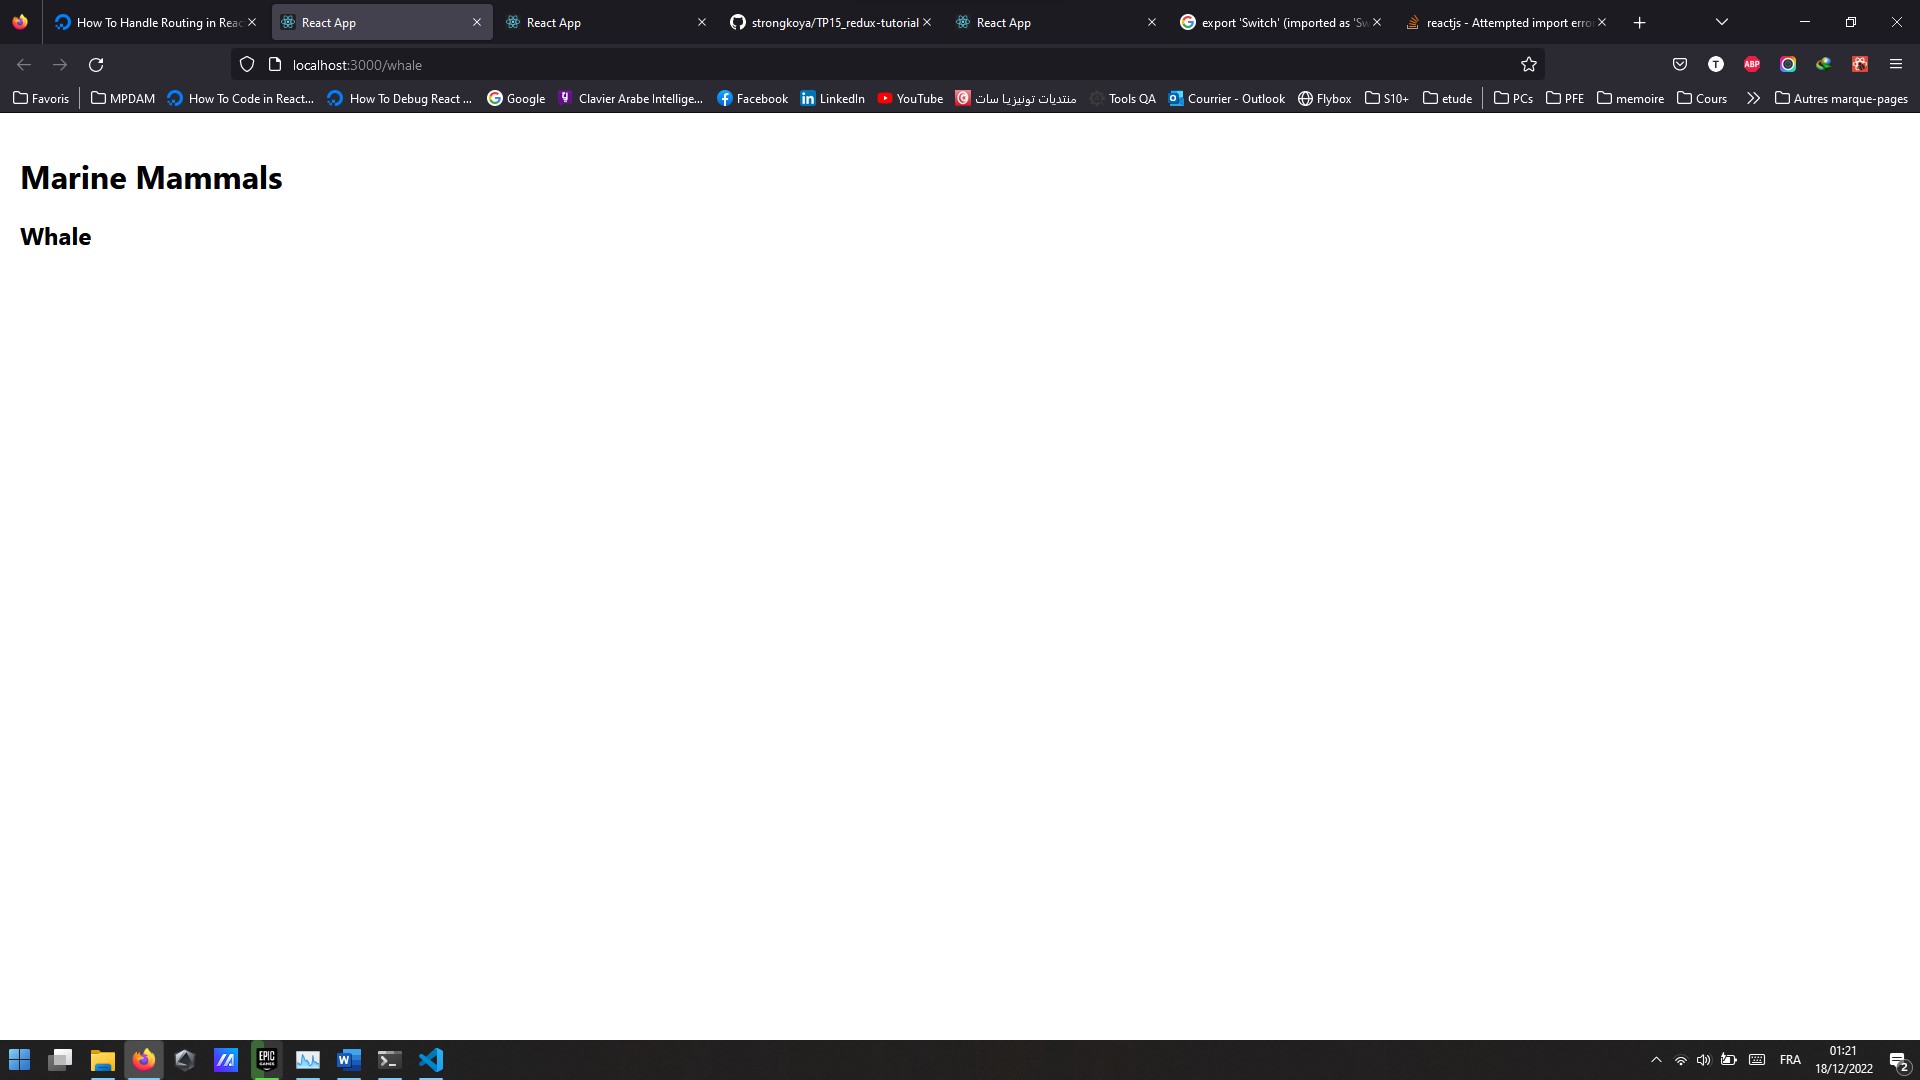 How To Handle Routing in Reac
React App
React App
strongkoya/TP15_redux-tutorial
React App
export 'Switch' (imported as 'Sw
reactjs - Attempted import erro
localhost:3000/whale
T
ABP
Favoris
MPDAM
How To Code in React...
How To Debug React ...
Google
Clavier Arabe Intellige...
Facebook
LinkedIn
YouTube
منتديات تونيزيا سات
Tools QA
Courrier - Outlook
Flybox
S10+
etude
PCs
PFE
memoire
Cours
Autres marque-pages
Marine Mammals
Whale
EPIC
GAMES
W
FRA
01:21
18/12/2022
2